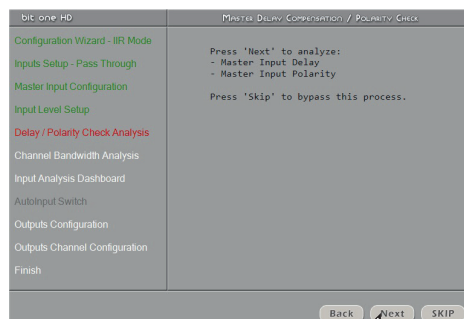 bit one HD
Master Delay Compensation / Polarity Check
Configuration Wizard - IIR Mode
Inputs Setup - Pass Through
Master Input Configuration
Input Level Setup
Delay / Polarity Check Analysis
Channel Bandwidth Analysis
Input Analysis Dashboard
AutoInput Switch
Outputs Configuration
Outputs Channel Configuration
Finish
Press 'Next' to analyze:
- Master Input Delay
- Master Input Polarity
Press 'Skip' to bypass this process.
Back
Next
SKIP